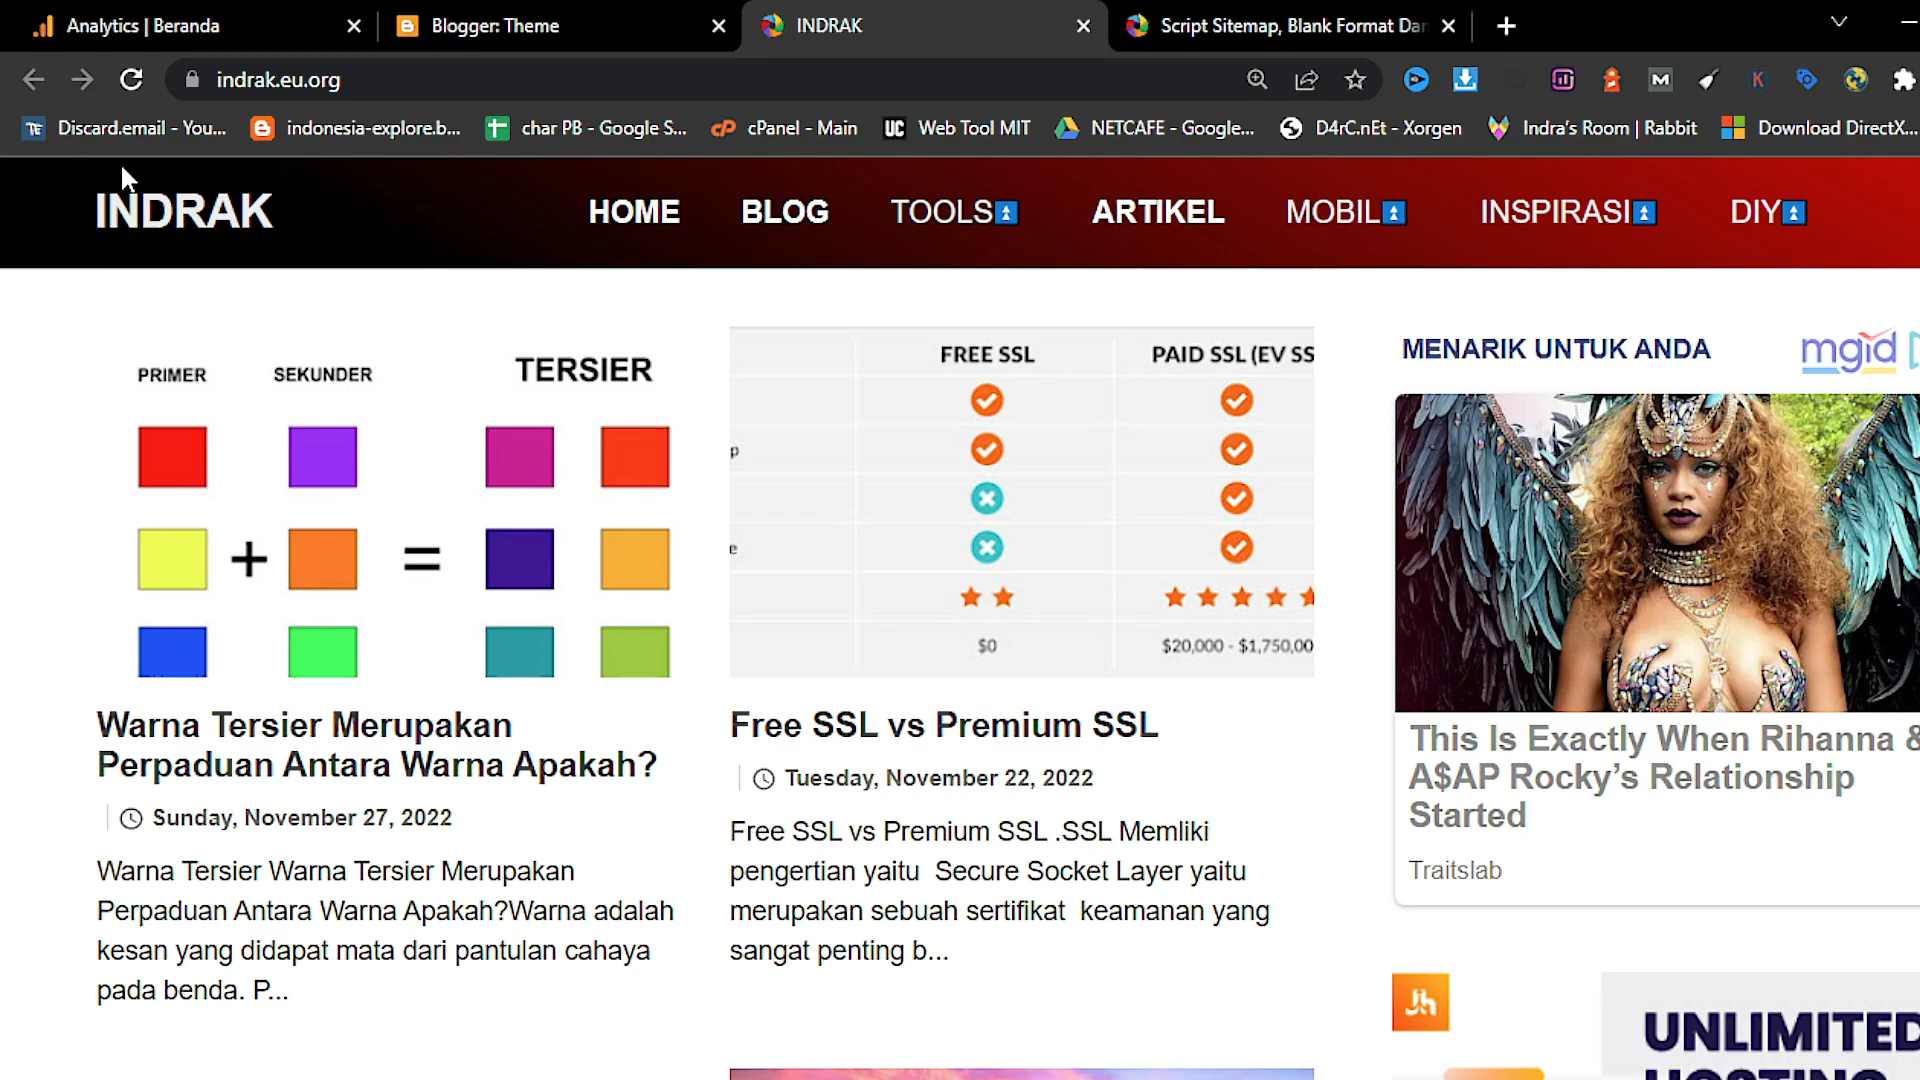 Analytics | Beranda
Blogger: Theme
INDRAK
Script Sitemap, Blank Format Dar
indrak.eu.org
Discard.email - You...
indonesia-explore.b...
char PB - Google S...
cPanel - Main
Web Tool MIT
NETCAFE - Google...
D4rC.nEt - Xorgen
Indra's Room | Rabbit
Download DirectX...
INDRAK
HOME
BLOG
TOOLS
ARTIKEL
MOBIL
INSPIRASI
DIY
PRIMER
SEKUNDER
TERSIER
+
=
FREE SSL
PAID SSL (EV SS
p
e
$0
$20,000 - $1,750,00
Warna Tersier Merupakan
Perpaduan Antara Warna Apakah?
Sunday, November 27, 2022
Warna Tersier Warna Tersier Merupakan
Perpaduan Antara Warna Apakah?Warna adalah
kesan yang didapat mata dari pantulan cahaya
pada benda. P...
Free SSL vs Premium SSL
Tuesday, November 22, 2022
Free SSL vs Premium SSL .SSL Memliki
pengertian yaitu  Secure Socket Layer yaitu
merupakan sebuah sertifikat  keamanan yang
sangat penting b...
MENARIK UNTUK ANDA
mgid
This Is Exactly When Rihanna &
A$AP Rocky's Relationship
Started
Traitslab
Jh
UNLIMITED
HOSTING